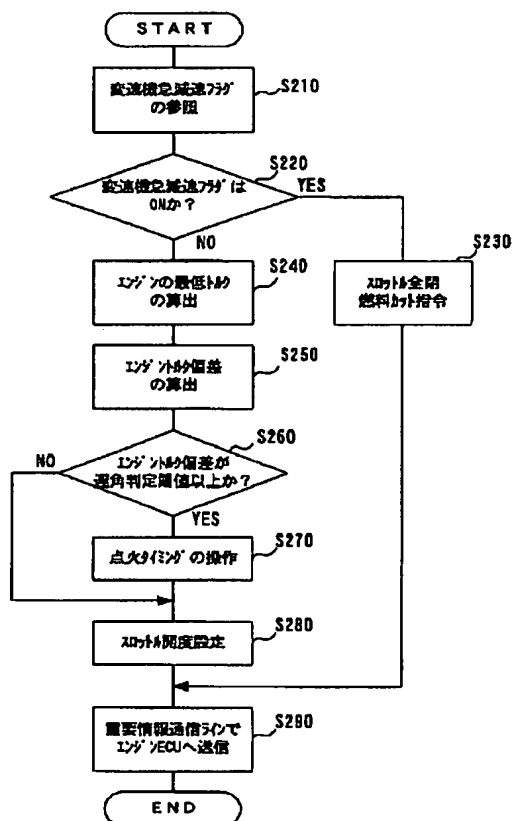 START
変速機急減速フラグ
の参照
S210
変速機急減速フラグは
ONか？
S220
YES
NO
S230
スロットル全閉
燃料カット指令
エンジンの最低トルク
の算出
S240
エンジントルク偏差
の算出
S250
エンジントルク偏差が
遅角判定閾値以上か？
S260
NO
YES
点火タイミングの操作
S270
スロットル開度設定
S280
重要情報通信ラインで
エンジンECUへ送信
S290
END